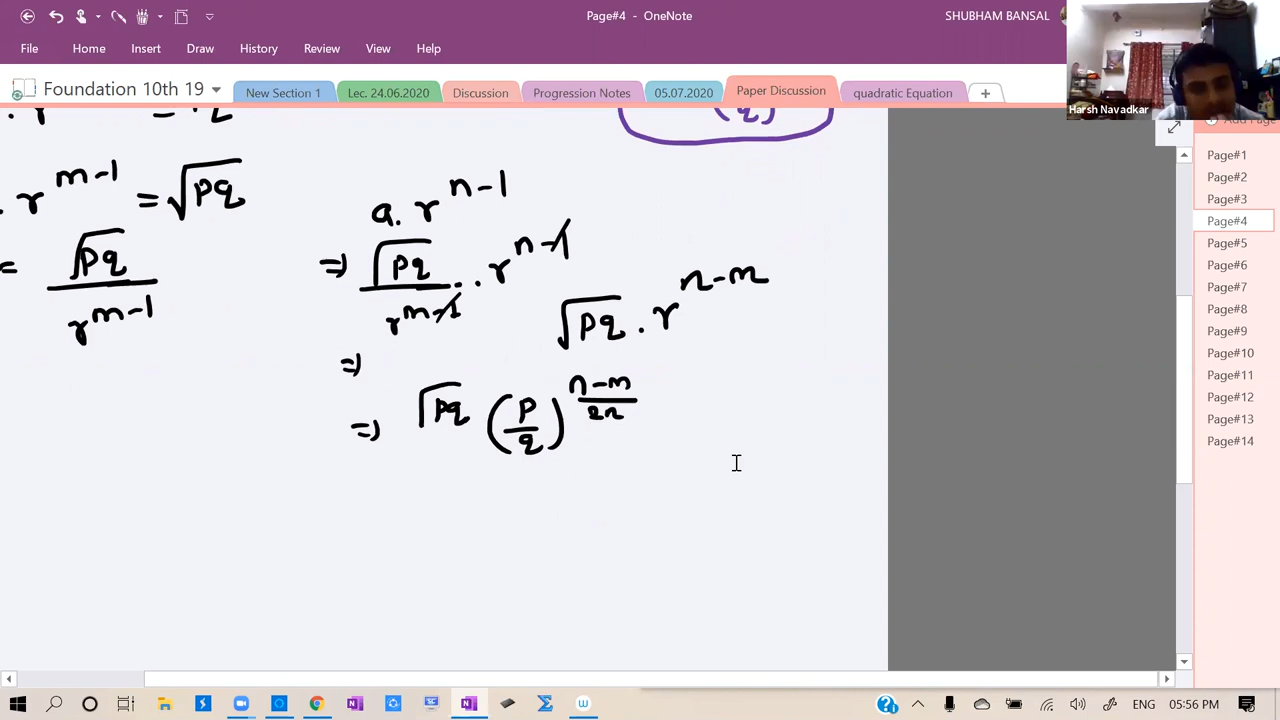 Page#4 - OneNote
SHUBHAM BANSAL
File Home Insert Draw History Review View Help
Harsh Navadkar
Foundation 10th 19
New Section 1 Lec. 24.06.2020 Discussion Progression Notes 05.07.2020 Paper Discussion quadratic Equation +
Add Page
Page#1
Page#2
Page#3
Page#4
Page#5
Page#6
Page#7
Page#8
Page#9
Page#10
Page#11
Page#12
Page#13
Page#14
(q)
. r^{m-1} = √pq
= √pq / r^{m-1}
a. r^{n-1}
⇒ √pq / r^{m-1} . . r^{n-1}
√pq . r^{n-m}
⇒
⇒ √pq (p/q)^{(n-m)/2n}
ENG 05:56 PM